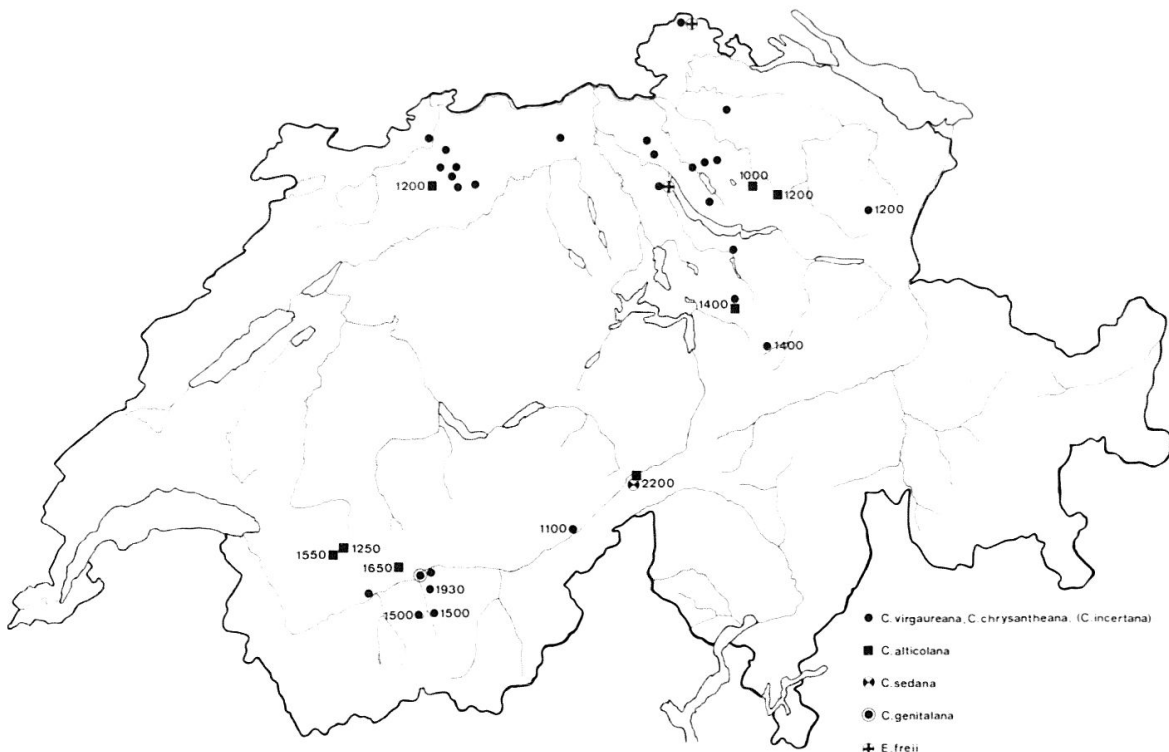 1200
1000
1200
1200
1400
1400
2200
1100
1550
1250
1650
1930
1500
1500
C. virgaureana, C. chrysantheana. (C. incertana)
C. alticolana
C. sedana
C. genitalana
E. freii